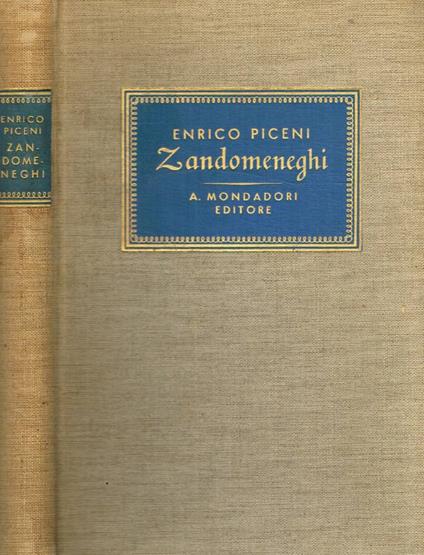 ENRICO
PICENI
ZAN-
DOME-
NEGHI
ENRICO PICENI
Zandomeneghi
A. MONDADORI
EDITORE